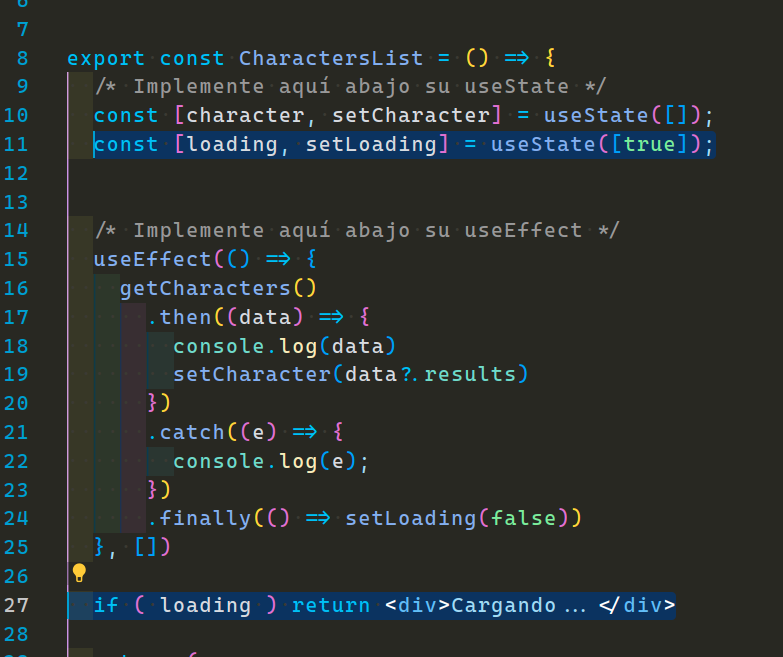 7
8 export const CharactersList = () => {
9 /* Implemente aquí abajo su useState */
10 const [character, setCharacter] = useState([]);
11 const [loading, setLoading] = useState([true]);
12
13
14 /* Implemente aquí abajo su useEffect */
15 useEffect(() => {
16 getCharacters()
17 .then((data) => {
18 console.log(data)
19 setCharacter(data?.results)
20 })
21 .catch((e) => {
22 console.log(e);
23 })
24 .finally(() => setLoading(false))
25 }, [])
26
27 if ( loading ) return <div>Cargando...</div>
28